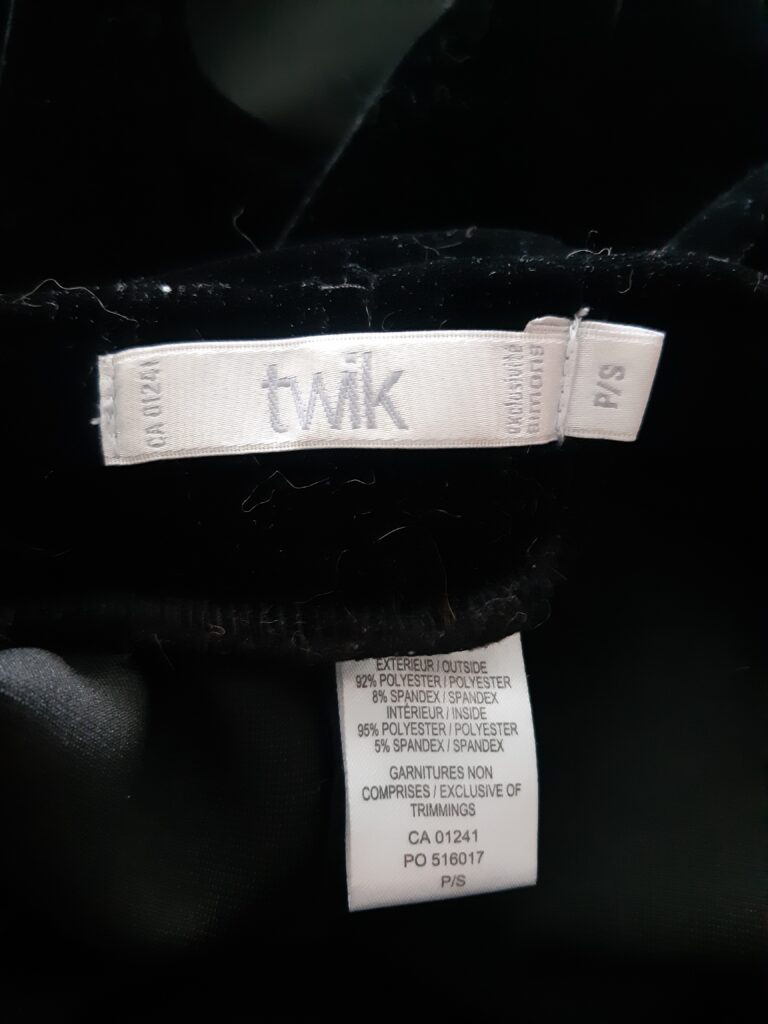 CA 01241
twik
exclusivité
simons
P/S
EXTÉRIEUR / OUTSIDE
92% POLYESTER / POLYESTER
8% SPANDEX / SPANDEX
INTÉRIEUR / INSIDE
95% POLYESTER / POLYESTER
5% SPANDEX / SPANDEX
GARNITURES NON
COMPRISES / EXCLUSIVE OF
TRIMMINGS
CA 01241
PO 516017
P/S